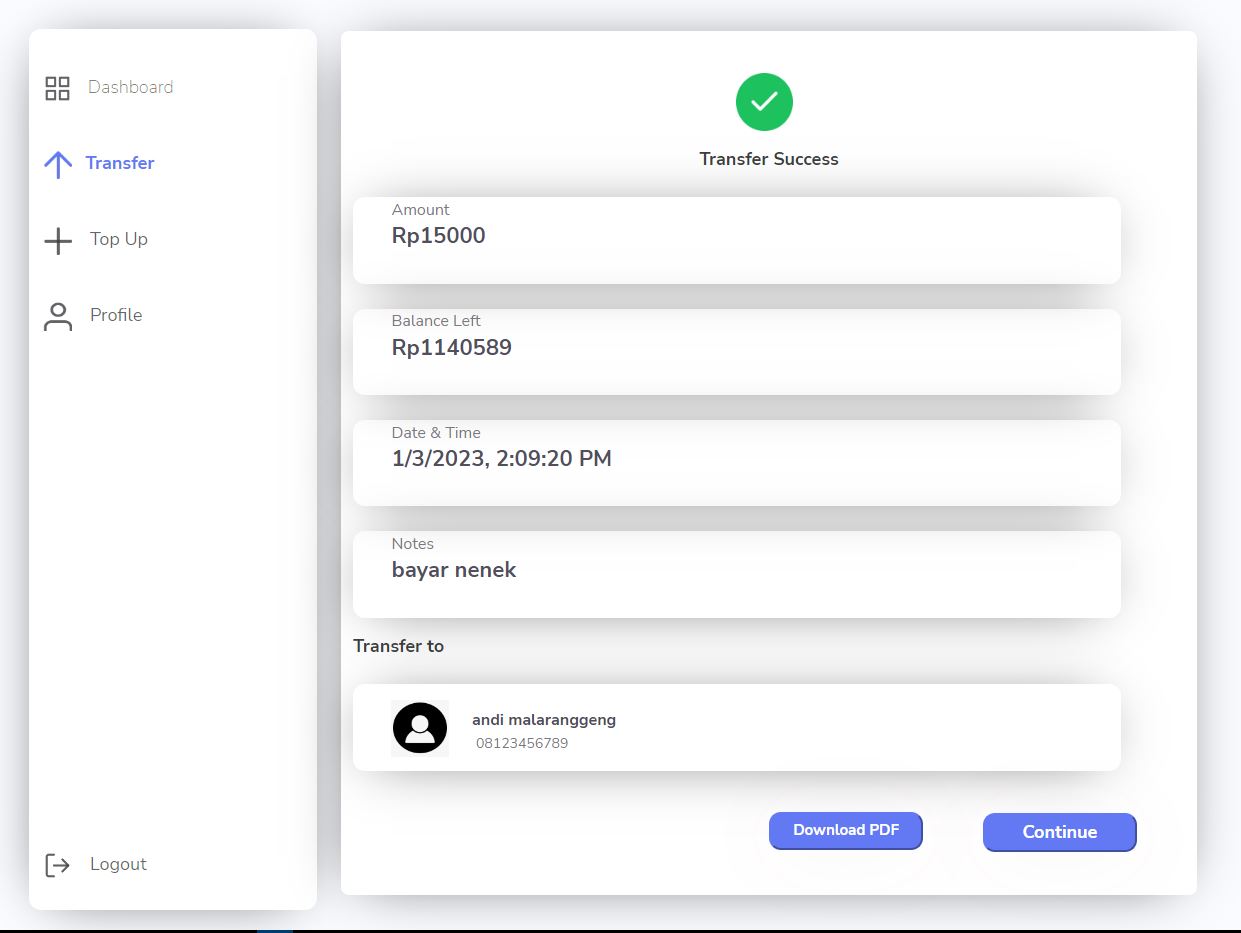 Dashboard
Transfer
Top Up
Profile
Logout
Transfer Success
Amount
Rp15000
Balance Left
Rp1140589
Date & Time
1/3/2023, 2:09:20 PM
Notes
bayar nenek
Transfer to
andi malaranggeng
08123456789
Download PDF
Continue